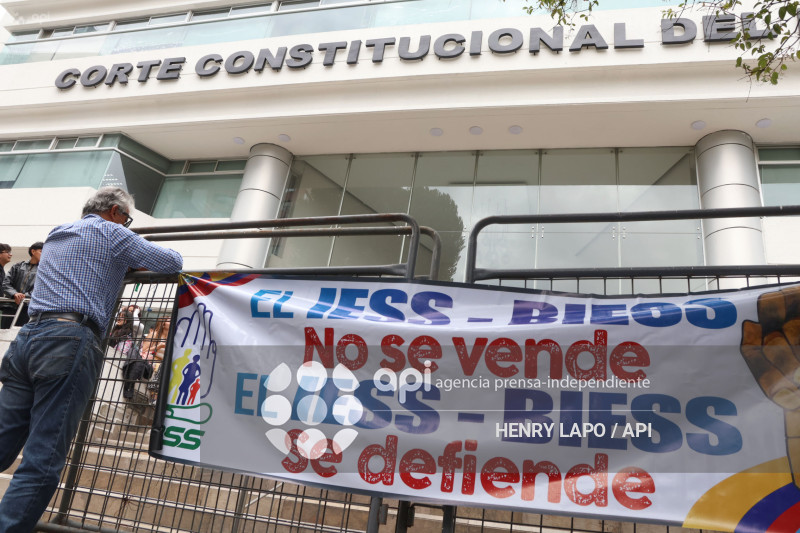 CORTE CONSTITUCIONAL DEL
EL IESS - BIESS
No se vende
api agencia prensa-independiente
EL IESS - BIESS
HENRY LAPO / API
se defiende